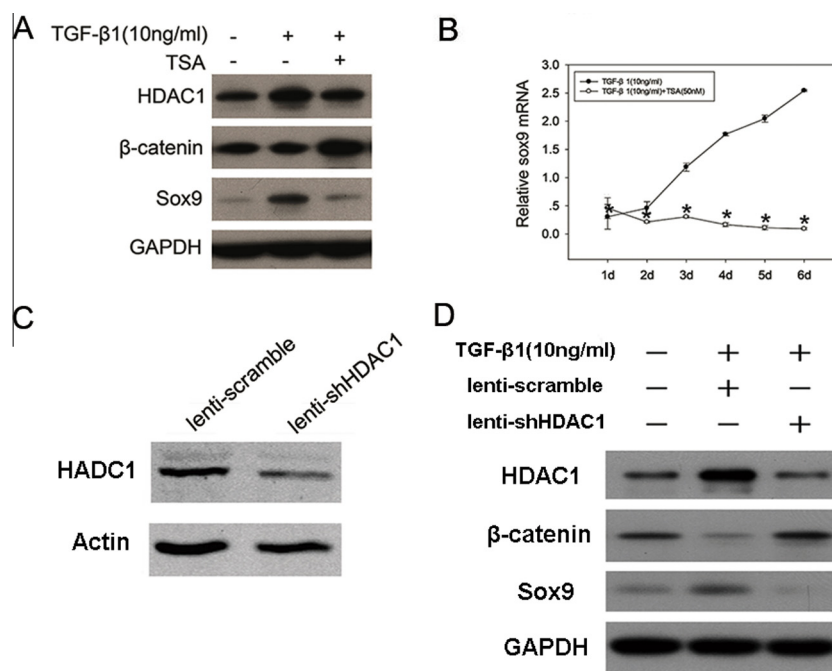 A
TGF-β1(10ng/ml) - + +
TSA - - +
HDAC1
β-catenin
Sox9
GAPDH
B
TGF-β 1(10ng/ml)
TGF-β 1(10ng/ml)+TSA(50nM)
Relative sox9 mRNA
3.0
2.5
2.0
1.5
1.0
.5
0.0
* * * * * *
1d 2d 3d 4d 5d 6d
C
lenti-scramble
lenti-shHDAC1
HADC1
Actin
D
TGF-β1(10ng/ml) — + +
lenti-scramble — + —
lenti-shHDAC1 — — +
HDAC1
β-catenin
Sox9
GAPDH